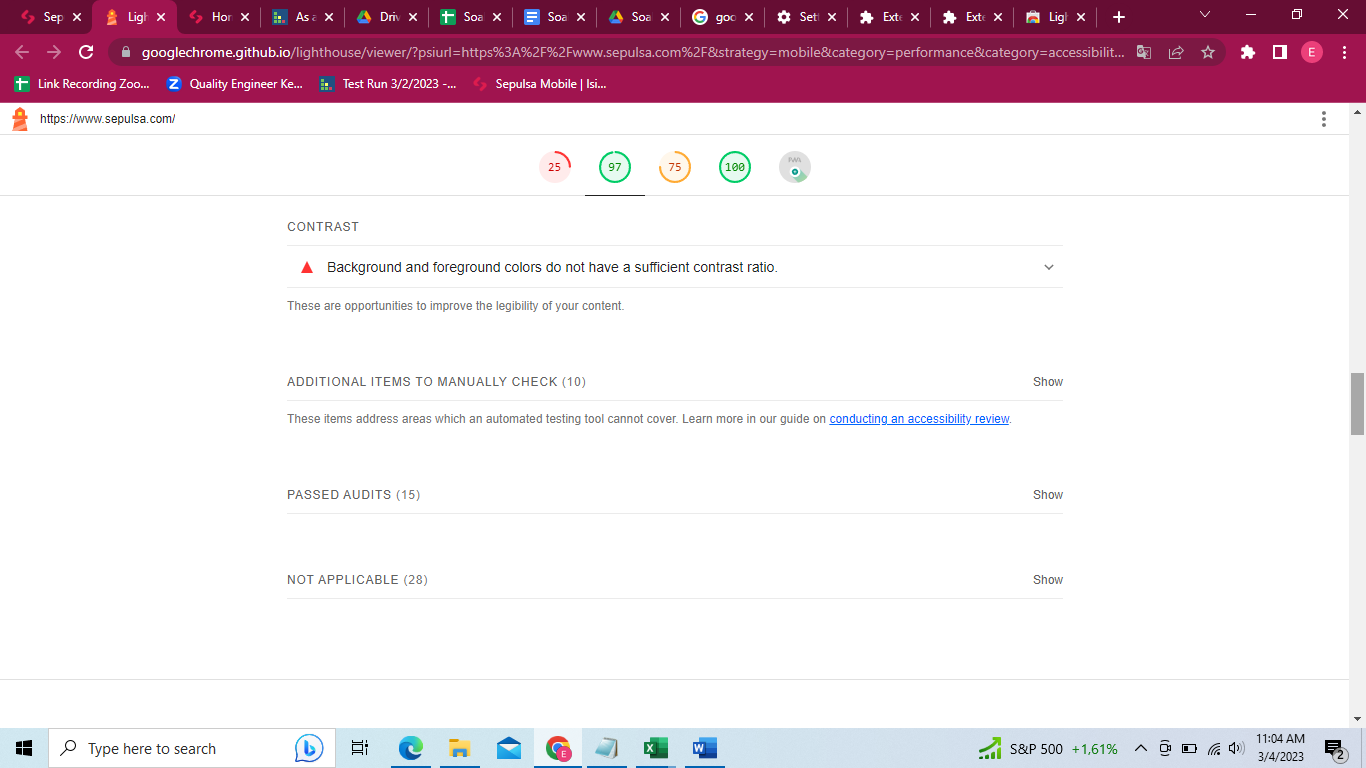 Sep
Ligh
Hor
As a
Driv
Soa
Soa
Soa
goo
Sett
Exte
Exte
Ligh
googlechrome.github.io/lighthouse/viewer/?psiurl=https%3A%2F%2Fwww.sepulsa.com%2F&strategy=mobile&category=performance&category=accessibilit...
E
Link Recording Zoo...
Quality Engineer Ke...
Test Run 3/2/2023 -...
Sepulsa Mobile | Isi...
https://www.sepulsa.com/
25
97
75
100
PWA
CONTRAST
Background and foreground colors do not have a sufficient contrast ratio.
These are opportunities to improve the legibility of your content.
ADDITIONAL ITEMS TO MANUALLY CHECK (10)
Show
These items address areas which an automated testing tool cannot cover. Learn more in our guide on conducting an accessibility review.
PASSED AUDITS (15)
Show
NOT APPLICABLE (28)
Show
Type here to search
E
S&P 500 +1,61%
11:04 AM
3/4/2023
2